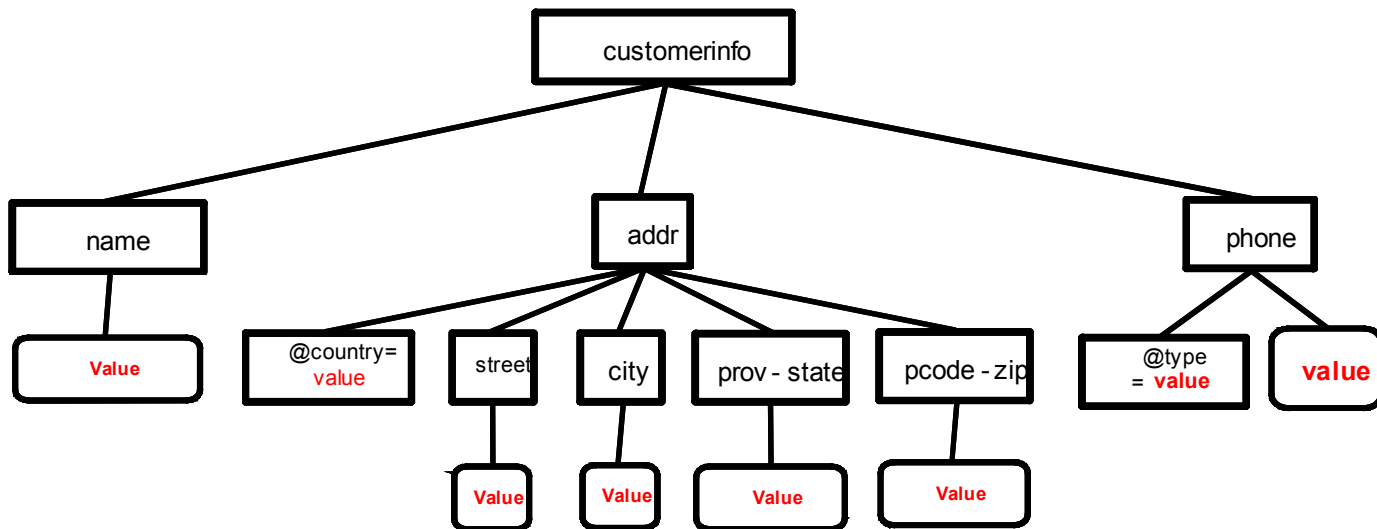 customerinfo
name
addr
phone
Value
@country=
value
street
city
prov - state
pcode - zip
@type
= value
value
Value
Value
Value
Value